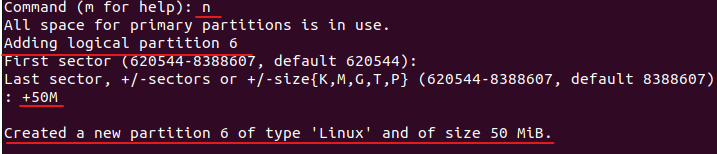 Command (m for help): n
All space for primary partitions is in use.
Adding logical partition 6
First sector (620544-8388607, default 620544):
Last sector, +/-sectors or +/-size{K,M,G,T,P} (620544-8388607, default 8388607)
: +50M
Created a new partition 6 of type 'Linux' and of size 50 MiB.